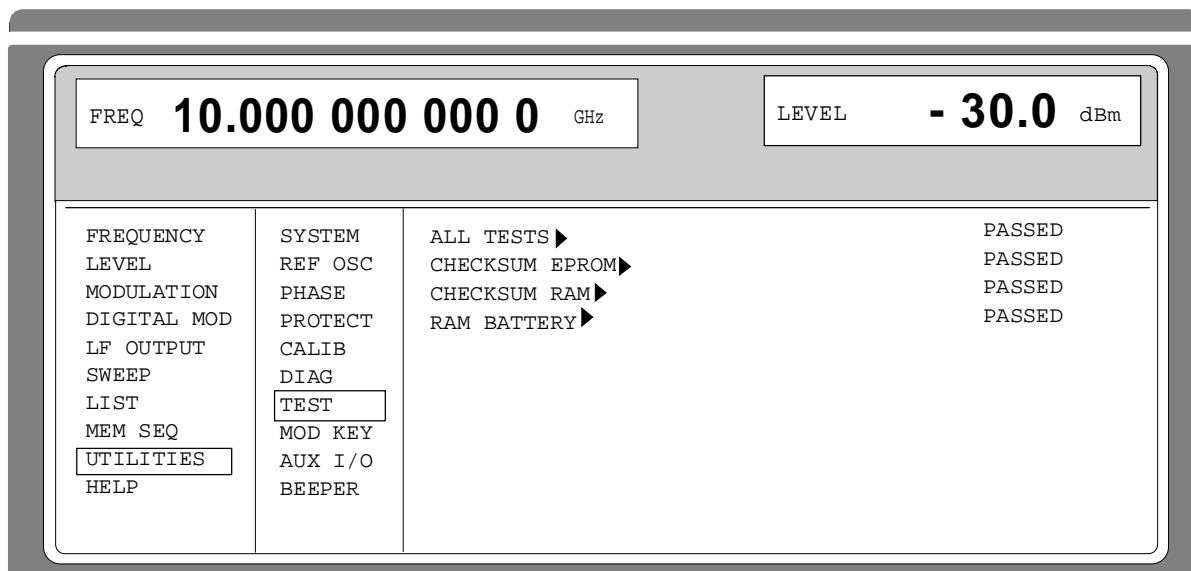 FREQ 10.000 000 000 0 GHz
LEVEL - 30.0 dBm
FREQUENCY
LEVEL
MODULATION
DIGITAL MOD
LF OUTPUT
SWEEP
LIST
MEM SEQ
UTILITIES
HELP
SYSTEM
REF OSC
PHASE
PROTECT
CALIB
DIAG
TEST
MOD KEY
AUX I/O
BEEPER
ALL TESTS PASSED
CHECKSUM EPROM PASSED
CHECKSUM RAM PASSED
RAM BATTERY PASSED